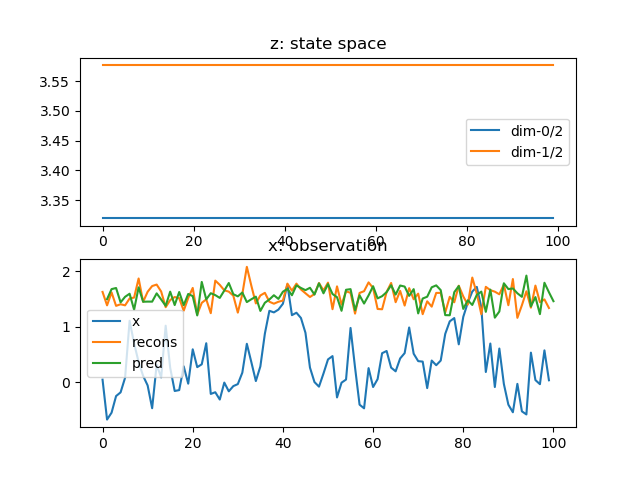 z: state space
3.55
3.50
3.45
3.40
3.35
dim-0/2
dim-1/2
0 20 40 60 80 100
x: observation
2
1
0
x
recons
pred
0 20 40 60 80 100